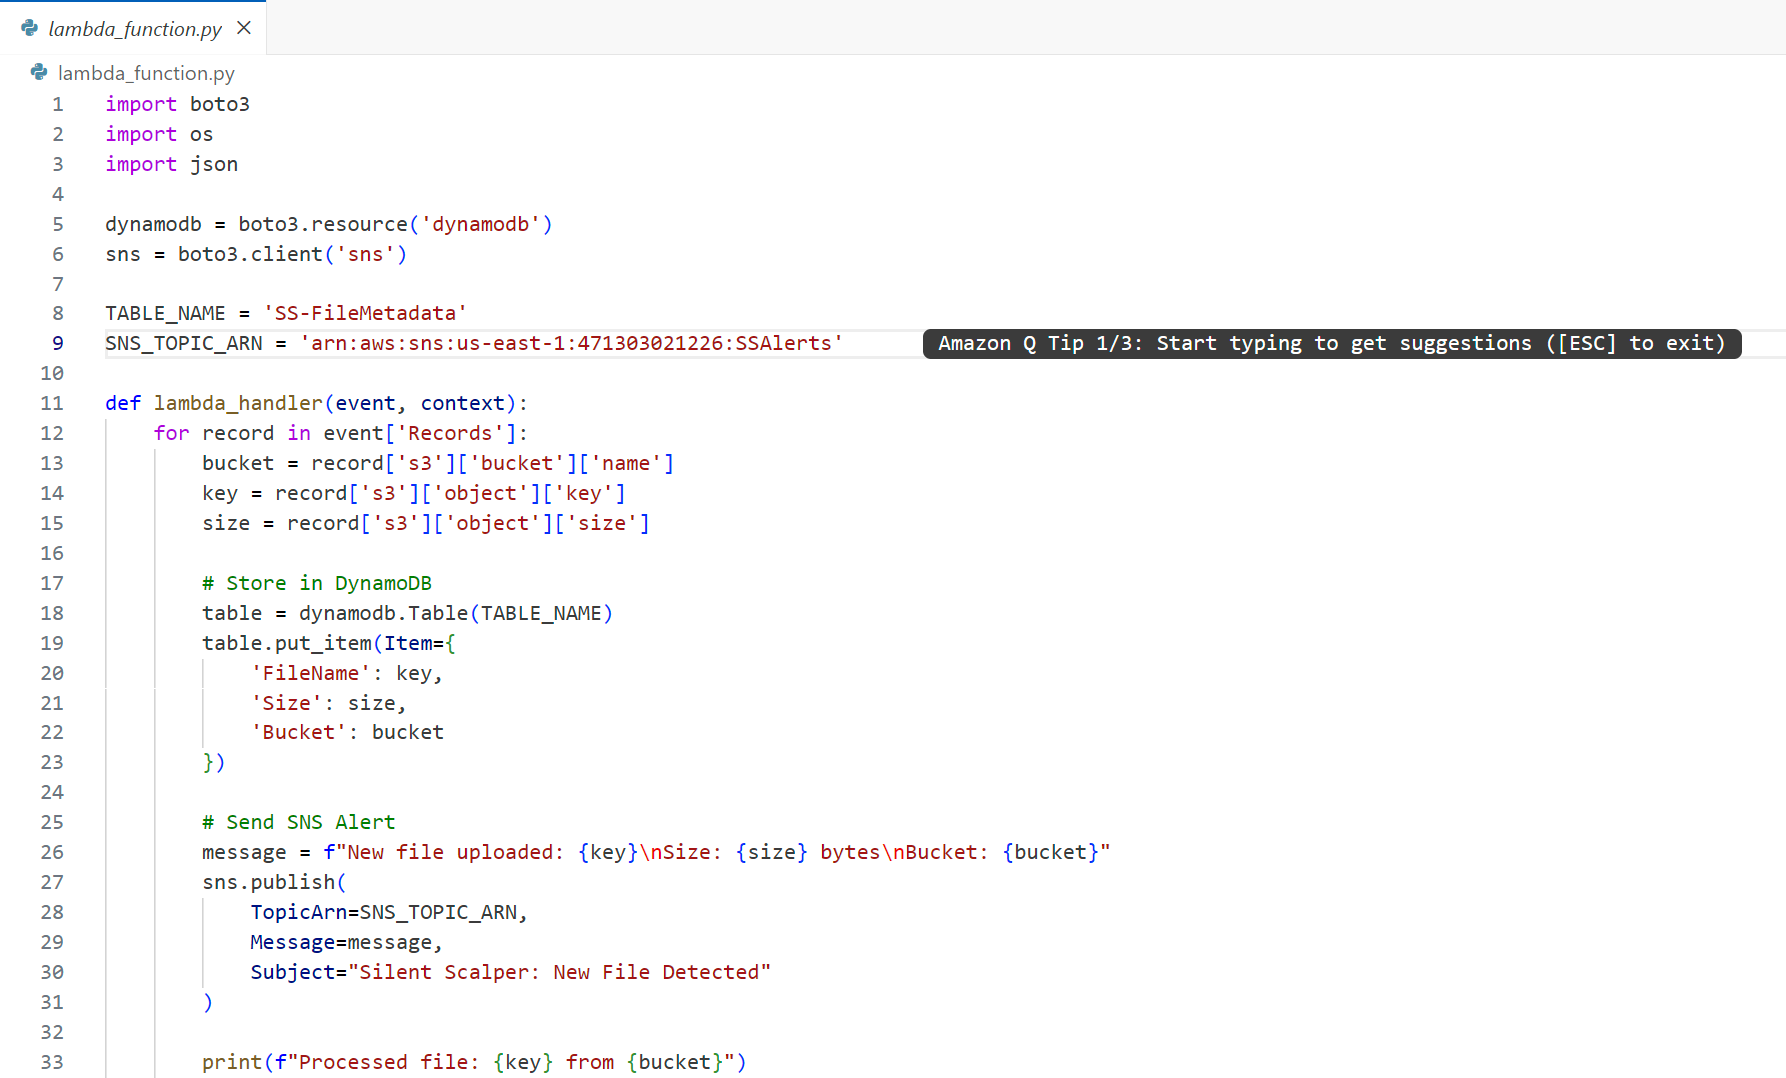 lambda_function.py
lambda_function.py
1 import boto3
2 import os
3 import json
4
5 dynamodb = boto3.resource('dynamodb')
6 sns = boto3.client('sns')
7
8 TABLE_NAME = 'SS-FileMetadata'
9 SNS_TOPIC_ARN = 'arn:aws:sns:us-east-1:471303021226:SSAlerts' Amazon Q Tip 1/3: Start typing to get suggestions ([ESC] to exit)
10
11 def lambda_handler(event, context):
12     for record in event['Records']:
13         bucket = record['s3']['bucket']['name']
14         key = record['s3']['object']['key']
15         size = record['s3']['object']['size']
16
17         # Store in DynamoDB
18         table = dynamodb.Table(TABLE_NAME)
19         table.put_item(Item={
20             'FileName': key,
21             'Size': size,
22             'Bucket': bucket
23         })
24
25         # Send SNS Alert
26         message = f"New file uploaded: {key}\nSize: {size} bytes\nBucket: {bucket}"
27         sns.publish(
28             TopicArn=SNS_TOPIC_ARN,
29             Message=message,
30             Subject="Silent Scalper: New File Detected"
31         )
32
33         print(f"Processed file: {key} from {bucket}")